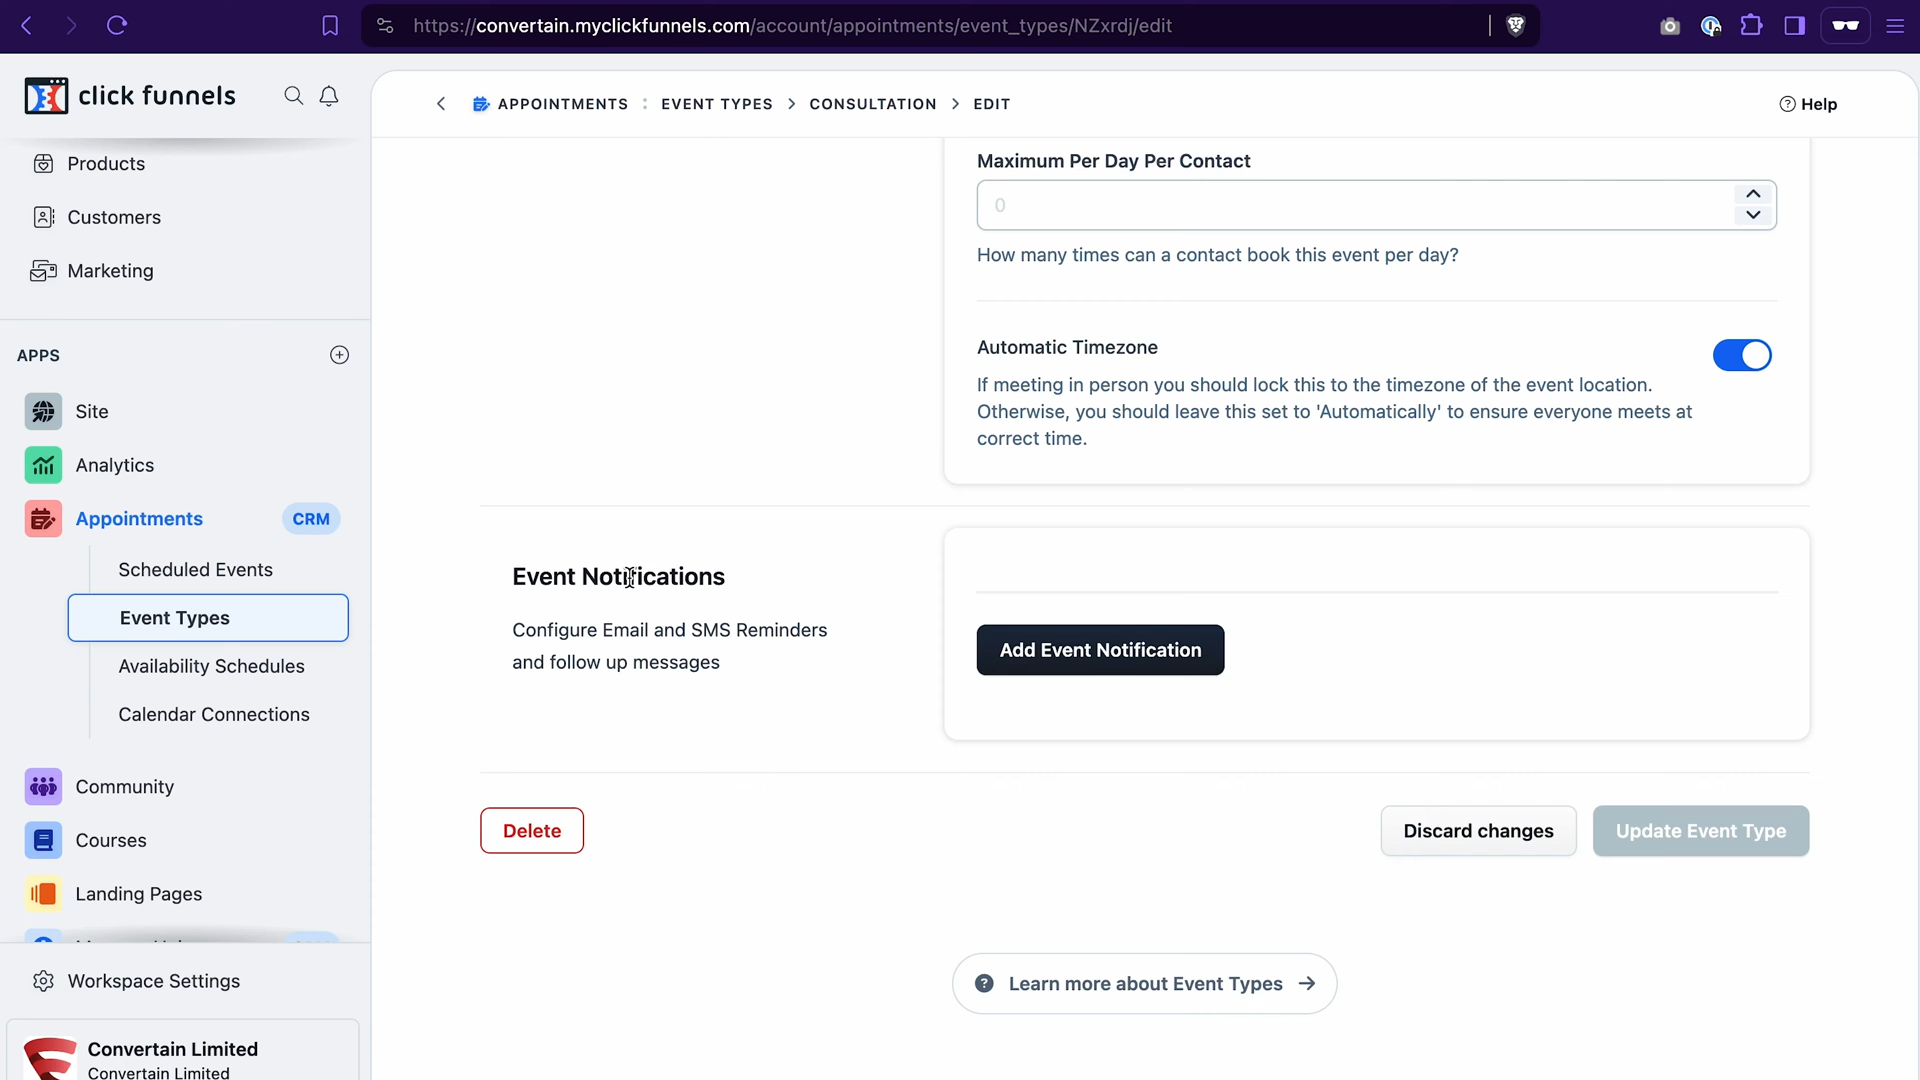 https://convertain.myclickfunnels.com/account/appointments/event_types/NZxrdj/edit
click funnels
APPOINTMENTS : EVENT TYPES > CONSULTATION > EDIT
Help
Products
Customers
Marketing
APPS
Site
Analytics
Appointments CRM
Scheduled Events
Event Types
Availability Schedules
Calendar Connections
Community
Courses
Landing Pages
Workspace Settings
Convertain Limited
Convertain Limited
Maximum Per Day Per Contact
0
How many times can a contact book this event per day?
Automatic Timezone
If meeting in person you should lock this to the timezone of the event location.
Otherwise, you should leave this set to 'Automatically' to ensure everyone meets at
correct time.
Event Notifications
Configure Email and SMS Reminders
and follow up messages
Add Event Notification
Delete
Discard changes
Update Event Type
Learn more about Event Types